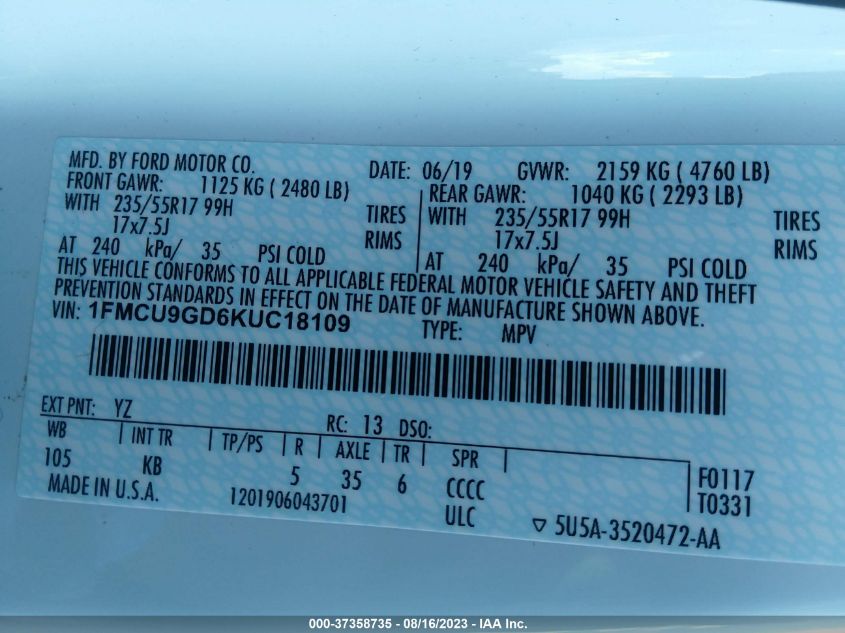 MFD. BY FORD MOTOR CO. DATE: 06/19 GVWR: 2159 KG ( 4760 LB)
FRONT GAWR: 1125 KG ( 2480 LB) REAR GAWR: 1040 KG ( 2293 LB)
WITH 235/55R17 99H TIRES WITH 235/55R17 99H TIRES
17x7.5J RIMS 17x7.5J RIMS
AT 240 kPa/ 35 PSI COLD AT 240 kPa/ 35 PSI COLD
THIS VEHICLE CONFORMS TO ALL APPLICABLE FEDERAL MOTOR VEHICLE SAFETY AND THEFT
PREVENTION STANDARDS IN EFFECT ON THE DATE OF MANUFACTURE SHOWN ABOVE.
VIN: 1FMCU9GD6KUC18109 TYPE: MPV
EXT PNT: YZ RC: 13 DSO:
WB INT TR TP/PS R AXLE TR SPR
105 KB 5 35 6 CCCC F0117
MADE IN U.S.A. 1201906043701 ULC T0331
▽ 5U5A-3520472-AA
000-37358735 - 08/16/2023 - IAA Inc.